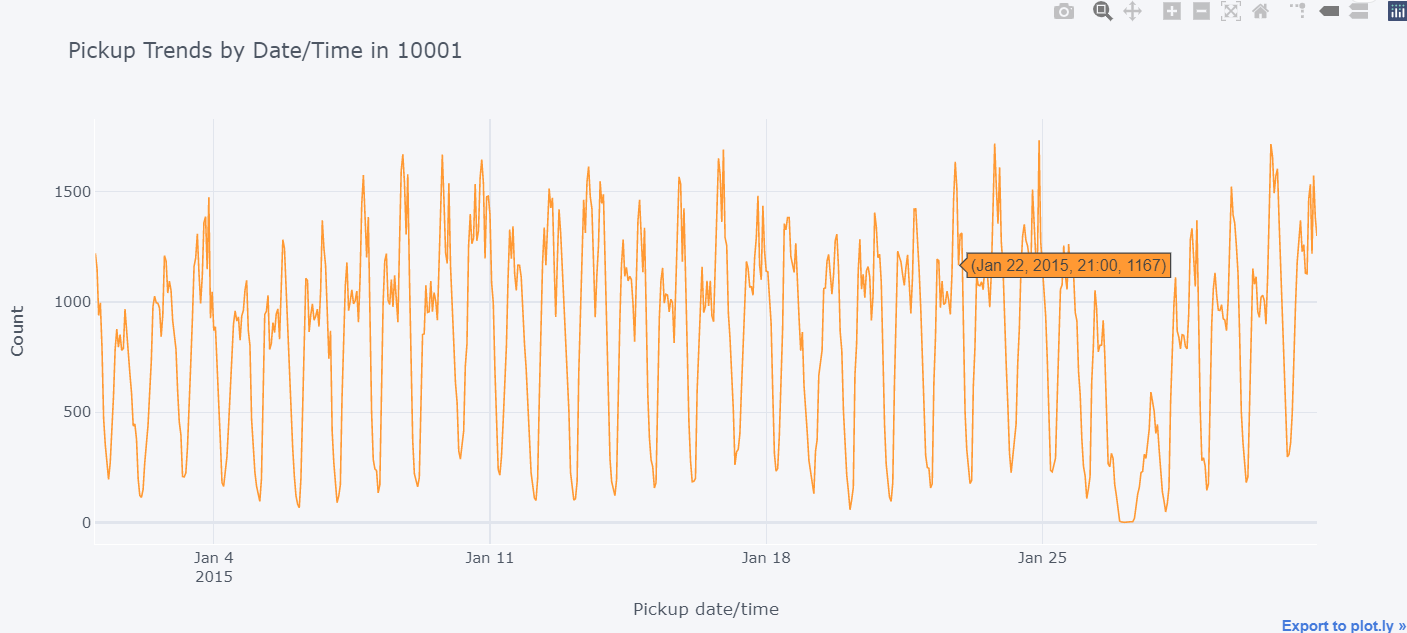 Pickup Trends by Date/Time in 10001
1500
1000
500
0
Count
(Jan 22, 2015, 21:00, 1167)
Jan 4
2015
Jan 11
Jan 18
Jan 25
Pickup date/time
Export to plot.ly »